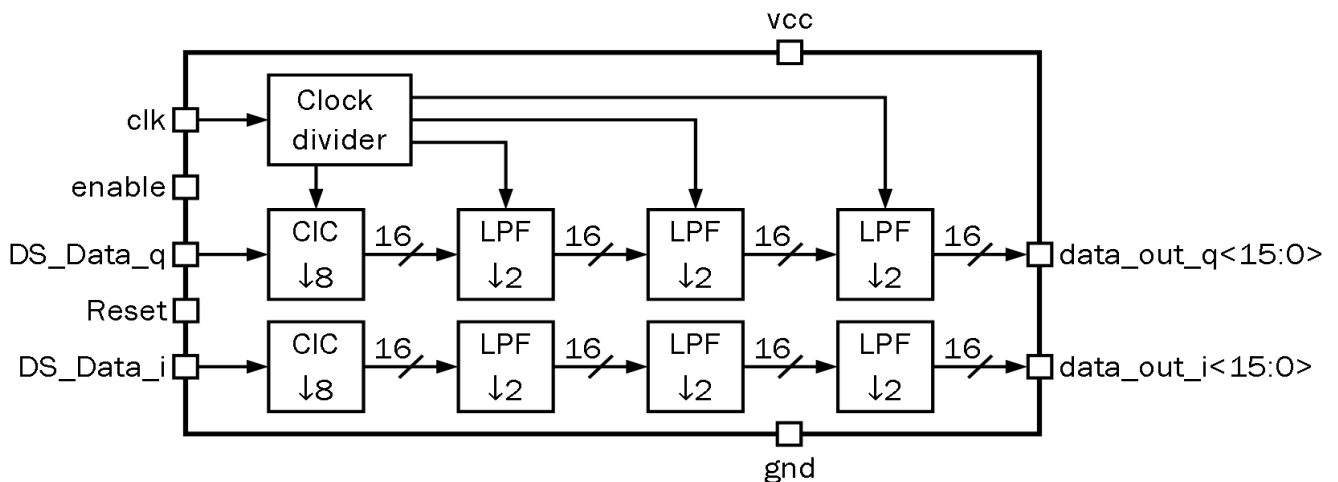 vcc
Clock
divider
clk
enable
CIC
↓8
16
LPF
↓2
16
LPF
↓2
16
LPF
↓2
16
DS_Data_q
data_out_q<15:0>
Reset
CIC
↓8
16
LPF
↓2
16
LPF
↓2
16
LPF
↓2
16
DS_Data_i
data_out_i<15:0>
gnd